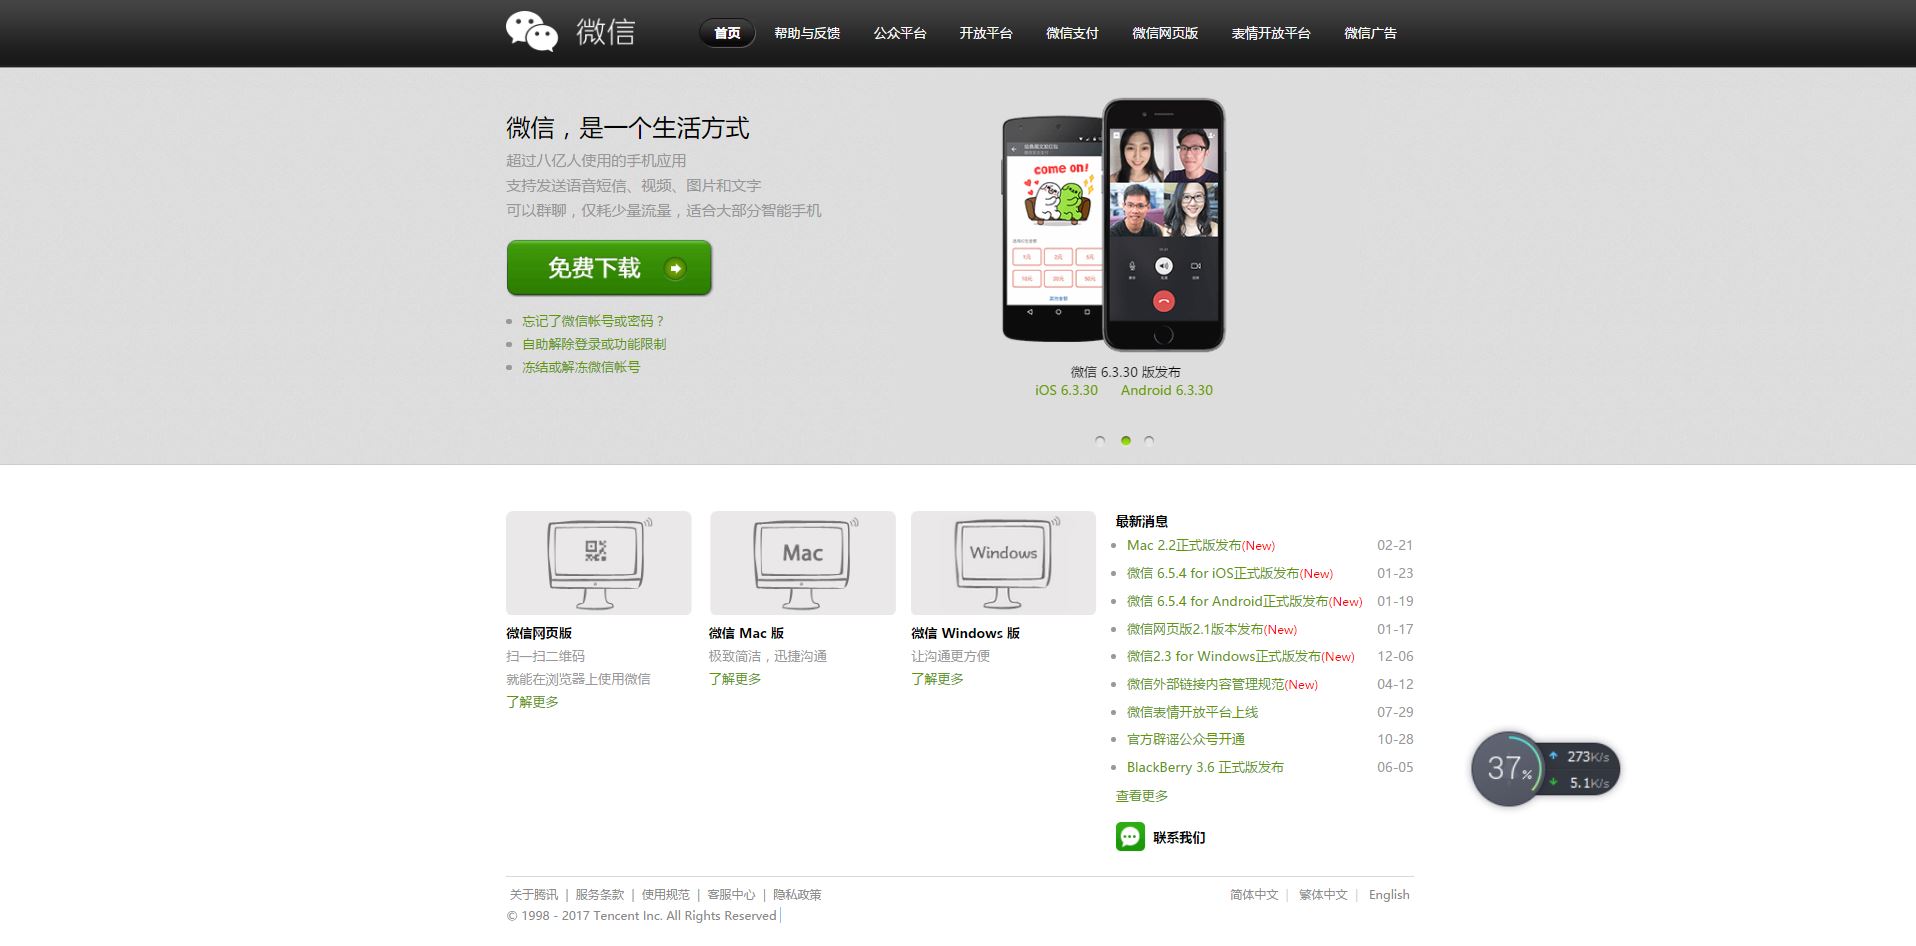 微信
首页 帮助与反馈 公众平台 开放平台 微信支付 微信网页版 表情开放平台 微信广告
微信，是一个生活方式
超过八亿人使用的手机应用
支持发送语音短信、视频、图片和文字
可以群聊，仅耗少量流量，适合大部分智能手机
免费下载
忘记了微信帐号或密码？
自助解除登录或功能限制
冻结或解冻微信帐号
come on!
1元 2元 5元
10元 20元 50元
微信 6.3.30 版发布
iOS 6.3.30 Android 6.3.30
微信网页版
扫一扫二维码
就能在浏览器上使用微信
了解更多
Mac
微信 Mac 版
极致简洁，迅捷沟通
了解更多
Windows
微信 Windows 版
让沟通更方便
了解更多
最新消息
Mac 2.2正式版发布(New) 02-21
微信 6.5.4 for iOS正式版发布(New) 01-23
微信 6.5.4 for Android正式版发布(New) 01-19
微信网页版2.1版本发布(New) 01-17
微信2.3 for Windows正式版发布(New) 12-06
微信外部链接内容管理规范(New) 04-12
微信表情开放平台上线 07-29
官方辟谣公众号开通 10-28
BlackBerry 3.6 正式版发布 06-05
查看更多
联系我们
37%
273K/s
5.1K/s
关于腾讯 | 服务条款 | 使用规范 | 客服中心 | 隐私政策
简体中文 | 繁体中文 | English
© 1998 - 2017 Tencent Inc. All Rights Reserved